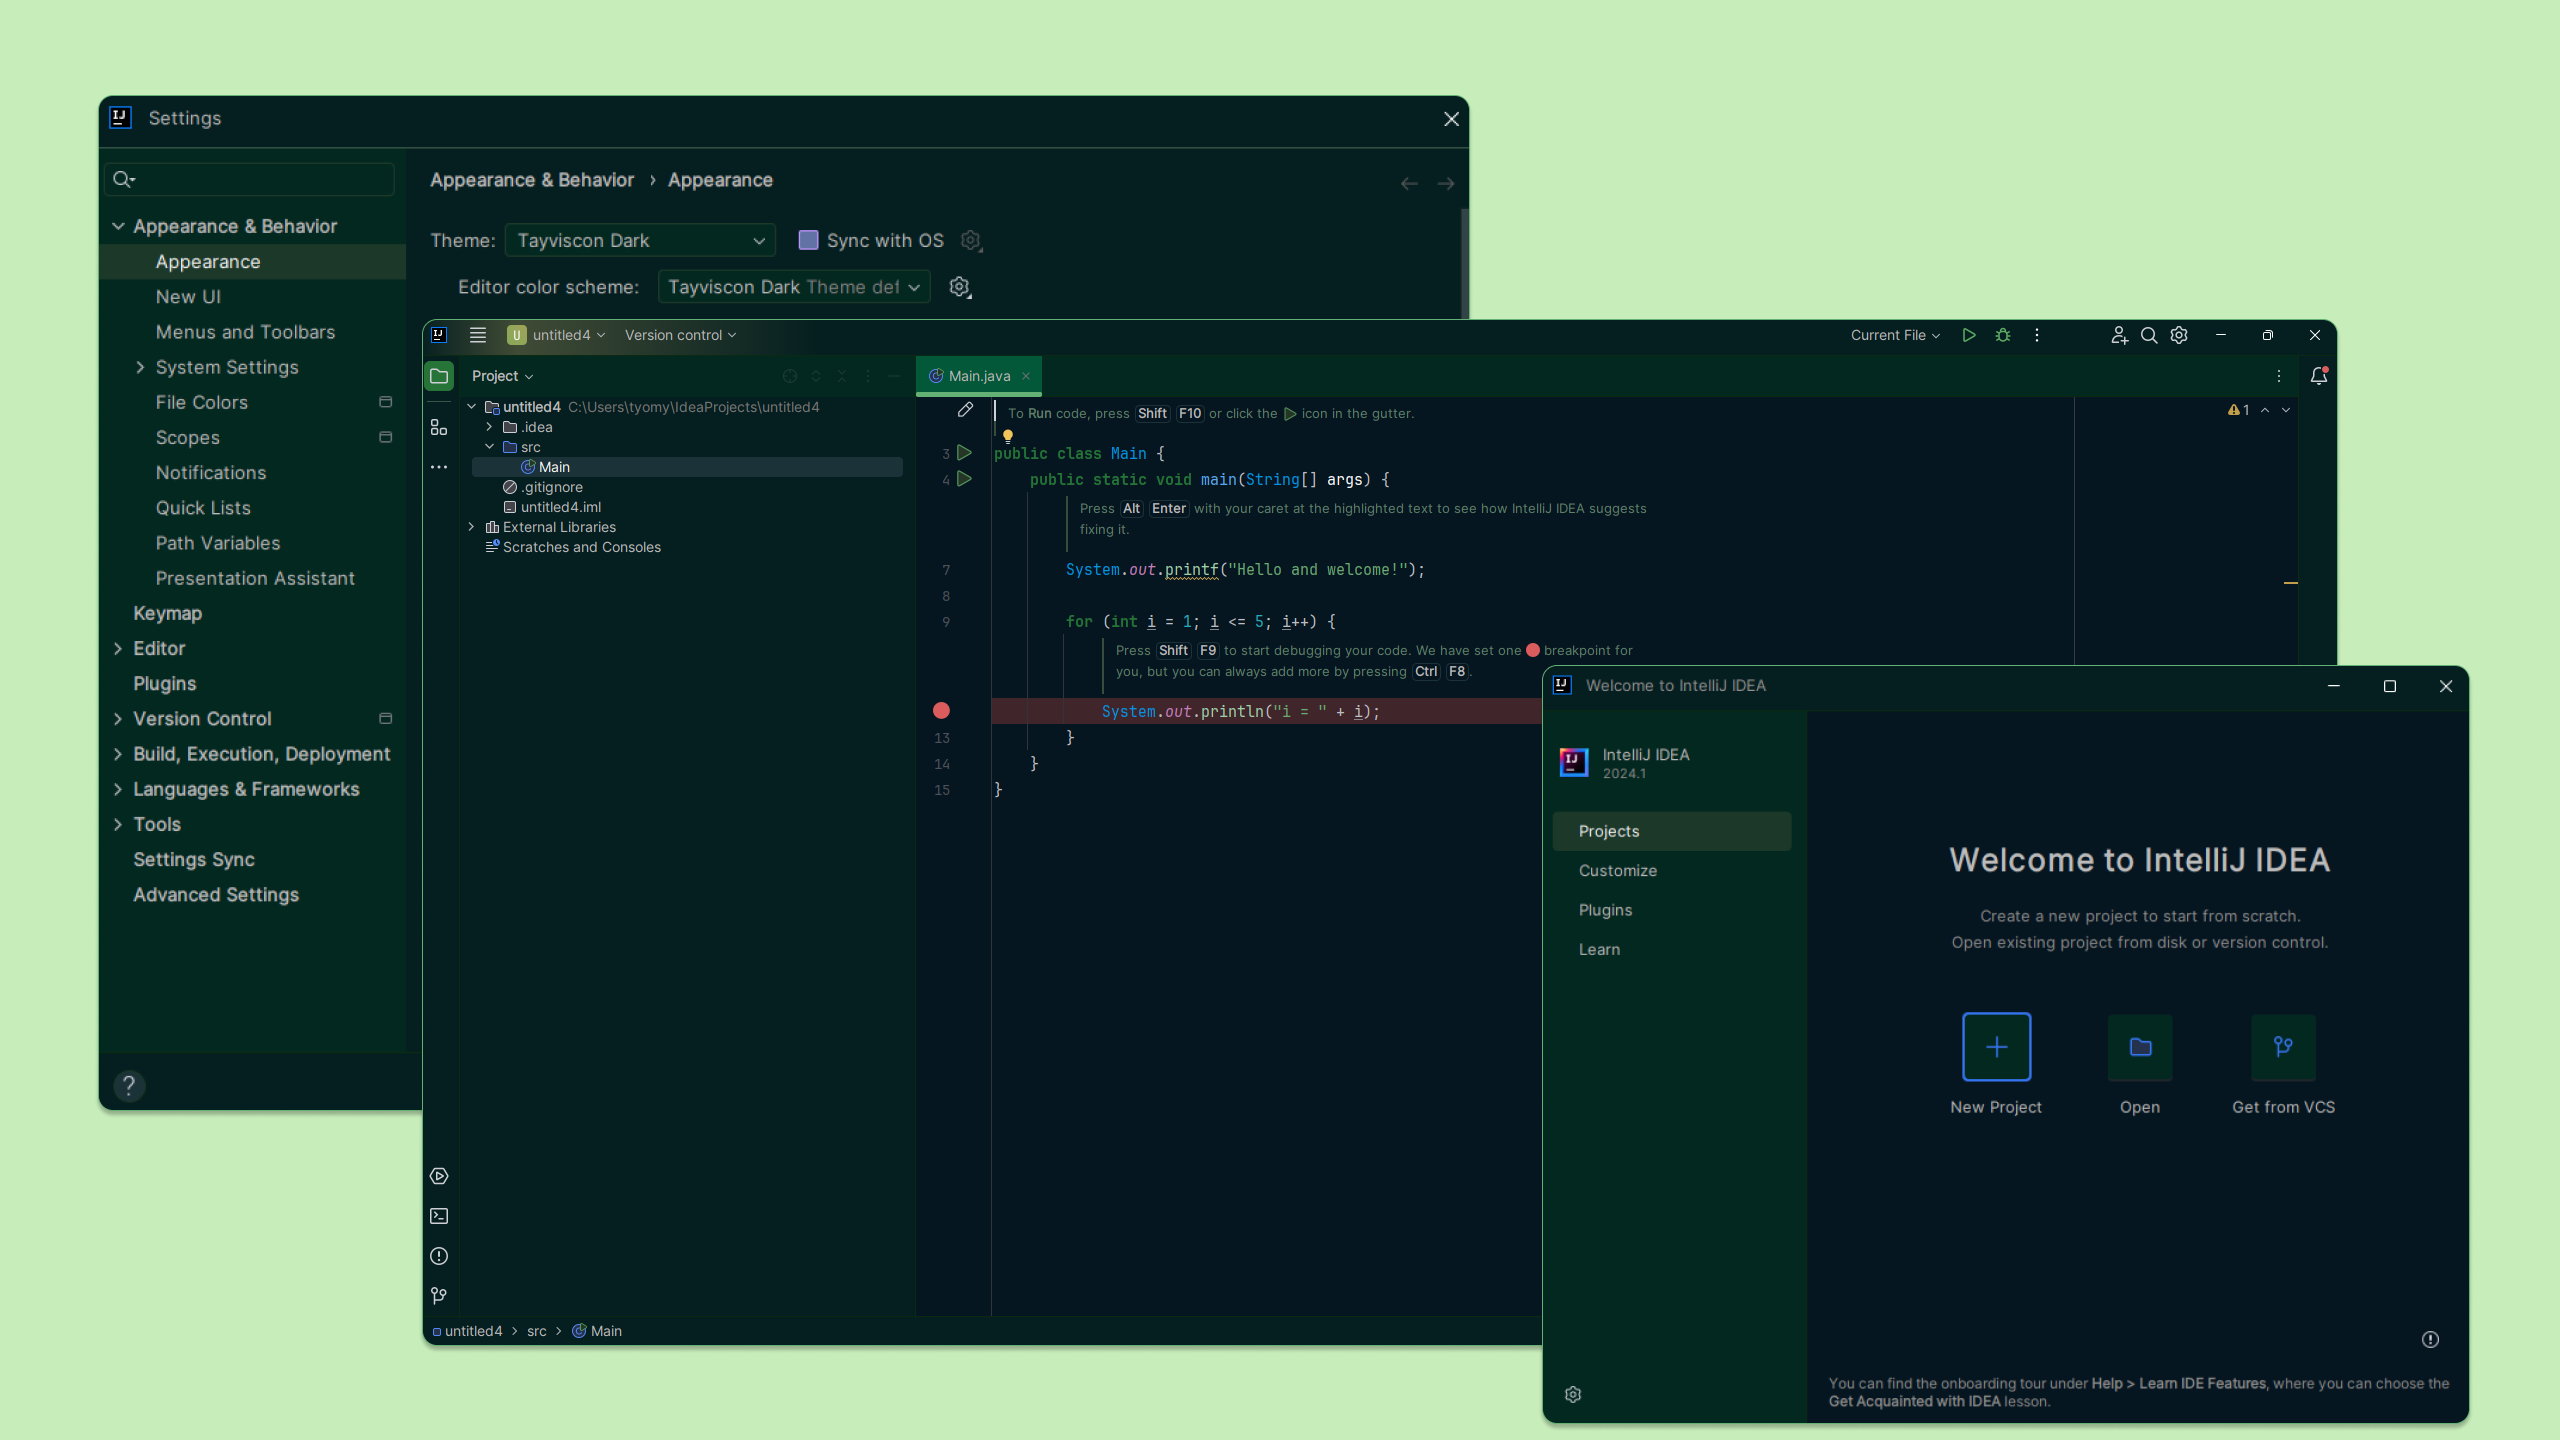 Settings
Appearance & Behavior
Appearance
New UI
Menus and Toolbars
System Settings
File Colors
Scopes
Notifications
Quick Lists
Path Variables
Presentation Assistant
Keymap
Editor
Plugins
Version Control
Build, Execution, Deployment
Languages & Frameworks
Tools
Settings Sync
Advanced Settings
?
Appearance & Behavior › Appearance
Theme: Tayviscon Dark Sync with OS
Editor color scheme: Tayviscon Dark Theme def
IJ U untitled4 Version control Current File
Project
untitled4 C:\Users\tyomy\IdeaProjects\untitled4
.idea
src
Main
.gitignore
untitled4.iml
External Libraries
Scratches and Consoles
Main.java
To Run code, press Shift F10 or click the icon in the gutter.
1
3 public class Main {
4 public static void main(String[] args) {
Press Alt Enter with your caret at the highlighted text to see how IntelliJ IDEA suggests
fixing it.
7 System.out.printf("Hello and welcome!");
8
9 for (int i = 1; i <= 5; i++) {
Press Shift F9 to start debugging your code. We have set one breakpoint for
you, but you can always add more by pressing Ctrl F8.
System.out.println("i = " + i);
13 }
14 }
15 }
untitled4 > src > Main
IJ Welcome to IntelliJ IDEA
IJ IntelliJ IDEA
2024.1
Projects
Customize
Plugins
Learn
Welcome to IntelliJ IDEA
Create a new project to start from scratch.
Open existing project from disk or version control.
New Project Open Get from VCS
You can find the onboarding tour under Help > Learn IDE Features, where you can choose the
Get Acquainted with IDEA lesson.